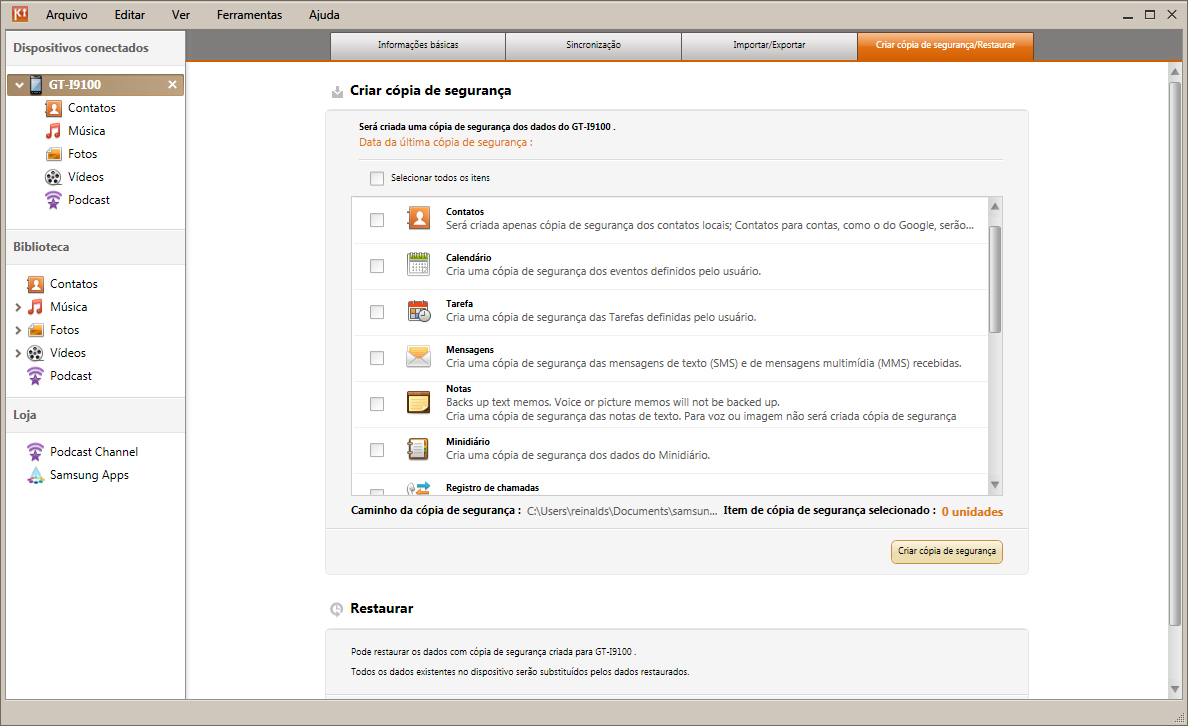 Arquivo Editar Ver Ferramentas Ajuda
Dispositivos conectados
GT-I9100
Contatos
Música
Fotos
Vídeos
Podcast
Biblioteca
Contatos
Música
Fotos
Vídeos
Podcast
Loja
Podcast Channel
Samsung Apps
Informações básicas Sincronização Importar/Exportar Criar cópia de segurança/Restaurar
Criar cópia de segurança
Será criada uma cópia de segurança dos dados do GT-I9100 .
Data da última cópia de segurança :
Selecionar todos os itens
Contatos
Será criada apenas cópia de segurança dos contatos locais; Contatos para contas, como o do Google, serão...
Calendário
Cria uma cópia de segurança dos eventos definidos pelo usuário.
Tarefa
Cria uma cópia de segurança das Tarefas definidas pelo usuário.
Mensagens
Cria uma cópia de segurança das mensagens de texto (SMS) e de mensagens multimídia (MMS) recebidas.
Notas
Backs up text memos. Voice or picture memos will not be backed up.
Cria uma cópia de segurança das notas de texto. Para voz ou imagem não será criada cópia de segurança
Minidiário
Cria uma cópia de segurança dos dados do Minidiário.
Registro de chamadas
Caminho da cópia de segurança : C:\Users\reinalds\Documents\samsun... Item de cópia de segurança selecionado : 0 unidades
Criar cópia de segurança
Restaurar
Pode restaurar os dados com cópia de segurança criada para GT-I9100 .
Todos os dados existentes no dispositivo serão substituídos pelos dados restaurados.